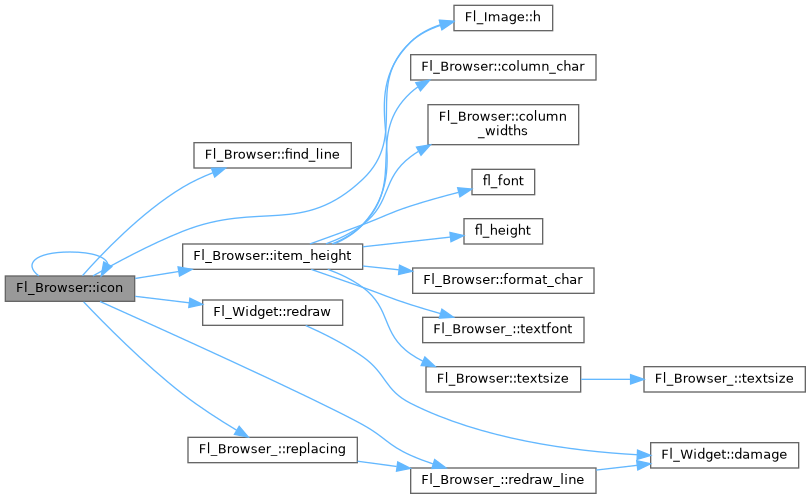 Fl_Image::h
Fl_Browser::column_char
Fl_Browser::column
_widths
Fl_Browser::find_line
fl_font
fl_height
Fl_Browser::item_height
Fl_Browser::format_char
Fl_Browser::icon
Fl_Widget::redraw
Fl_Browser_::textfont
Fl_Browser::textsize
Fl_Browser_::textsize
Fl_Browser_::replacing
Fl_Widget::damage
Fl_Browser_::redraw_line